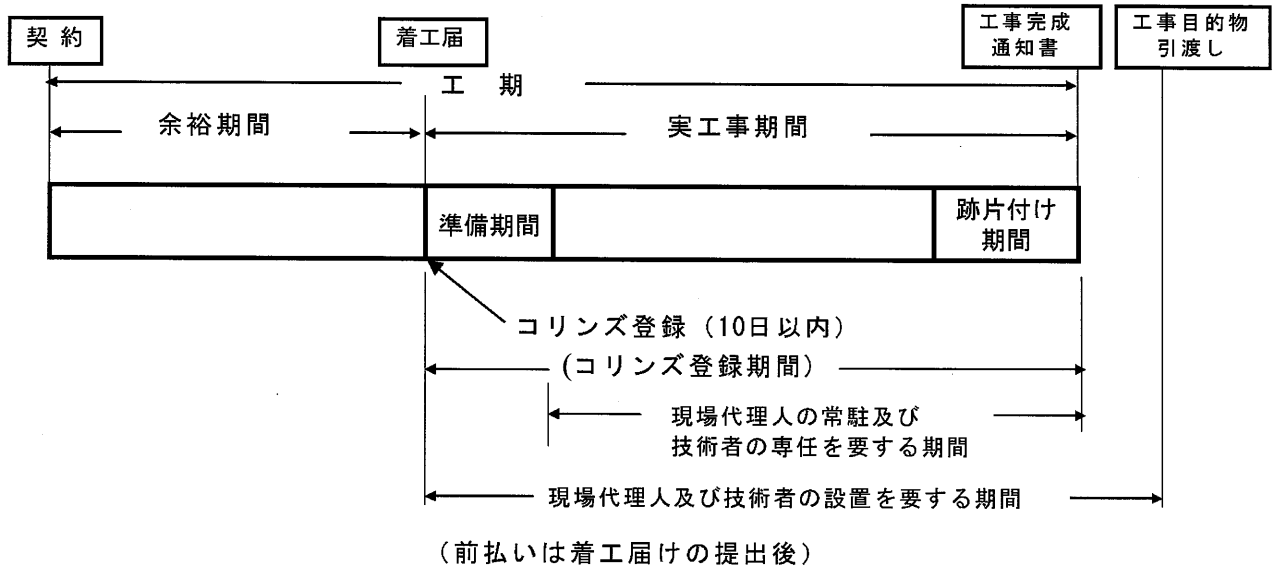 契 約
着工届
工事完成
通知書
工事目的物
引渡し
工 期
余裕期間
実工事期間
準備期間
跡片付け
期間
コリンズ登録（10日以内）
(コリンズ登録期間）
現場代理人の常駐及び
技術者の専任を要する期間
現場代理人及び技術者の設置を要する期間
（前払いは着工届けの提出後）